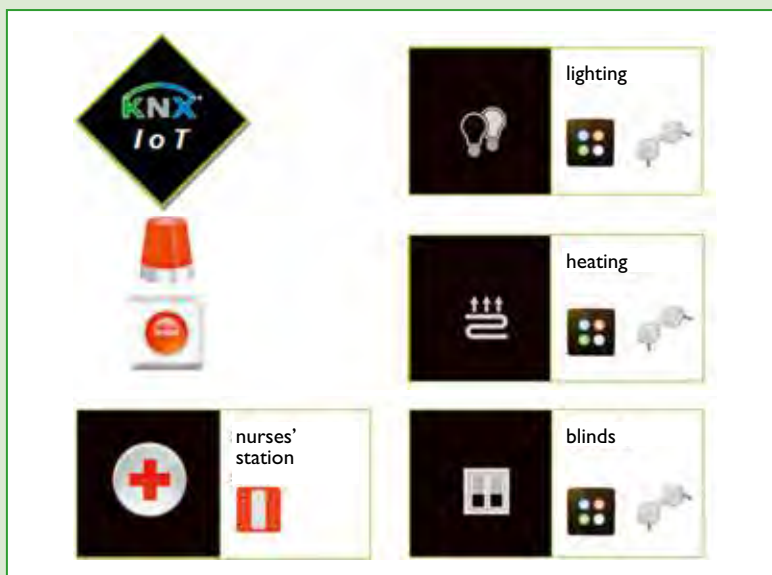 KNX
IoT
lighting
heating
nurses'
station
blinds